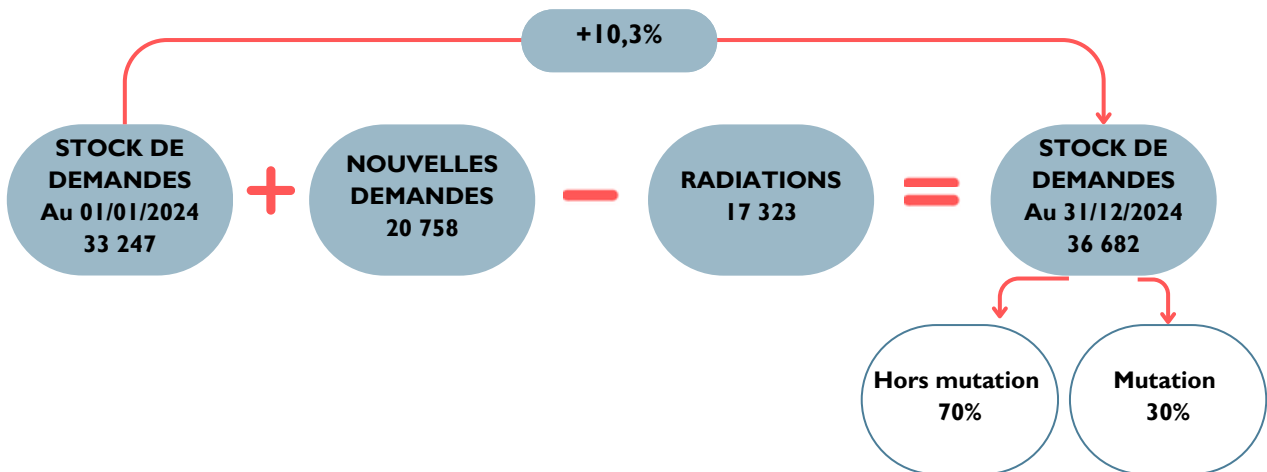 +10,3%
STOCK DE
DEMANDES
Au 01/01/2024
33 247
+
NOUVELLES
DEMANDES
20 758
−
RADIATIONS
17 323
=
STOCK DE
DEMANDES
Au 31/12/2024
36 682
Hors mutation
70%
Mutation
30%